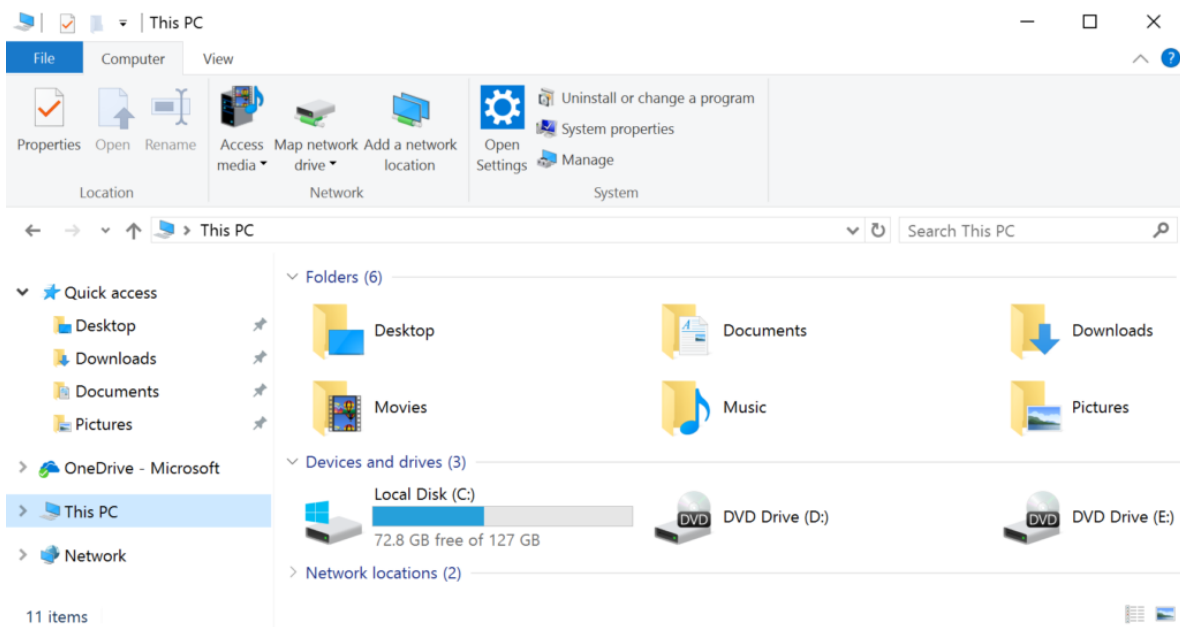 This PC
File Computer View
?
Properties Open Rename Access media Map network drive Add a network location Open Settings
Uninstall or change a program
System properties
Manage
Location Network System
This PC
Search This PC
Quick access
Desktop
Downloads
Documents
Pictures
OneDrive - Microsoft
This PC
Network
Folders (6)
Desktop Documents Downloads
Movies Music Pictures
Devices and drives (3)
Local Disk (C:)
72.8 GB free of 127 GB
DVD DVD Drive (D:)
DVD DVD Drive (E:)
Network locations (2)
11 items